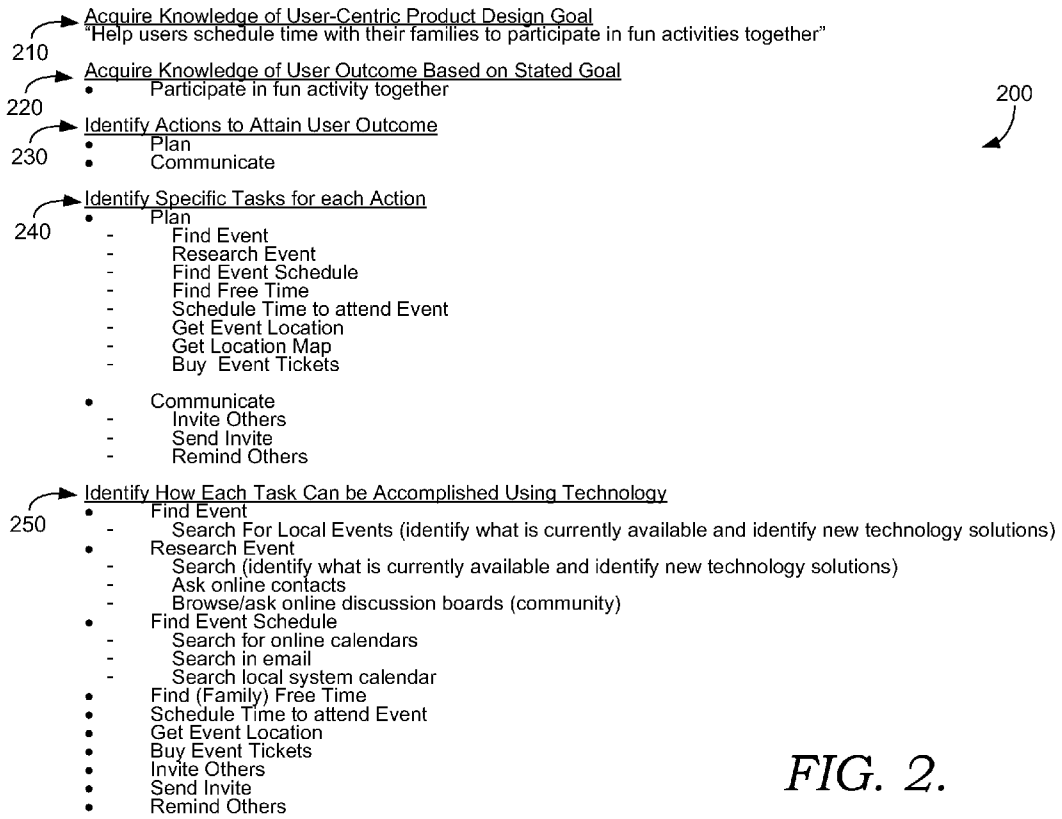 Acquire Knowledge of User-Centric Product Design Goal
210
“Help users schedule time with their families to participate in fun activities together”
Acquire Knowledge of User Outcome Based on Stated Goal
220
• Participate in fun activity together
200
Identify Actions to Attain User Outcome
230
• Plan
• Communicate
Identify Specific Tasks for each Action
240
• Plan
- Find Event
- Research Event
- Find Event Schedule
- Find Free Time
- Schedule Time to attend Event
- Get Event Location
- Get Location Map
- Buy Event Tickets
• Communicate
- Invite Others
- Send Invite
- Remind Others
Identify How Each Task Can be Accomplished Using Technology
250
• Find Event
- Search For Local Events (identify what is currently available and identify new technology solutions)
• Research Event
- Search (identify what is currently available and identify new technology solutions)
- Ask online contacts
- Browse/ask online discussion boards (community)
• Find Event Schedule
- Search for online calendars
- Search in email
- Search local system calendar
• Find (Family) Free Time
• Schedule Time to attend Event
• Get Event Location
• Buy Event Tickets
• Invite Others
• Send Invite
• Remind Others
FIG. 2.